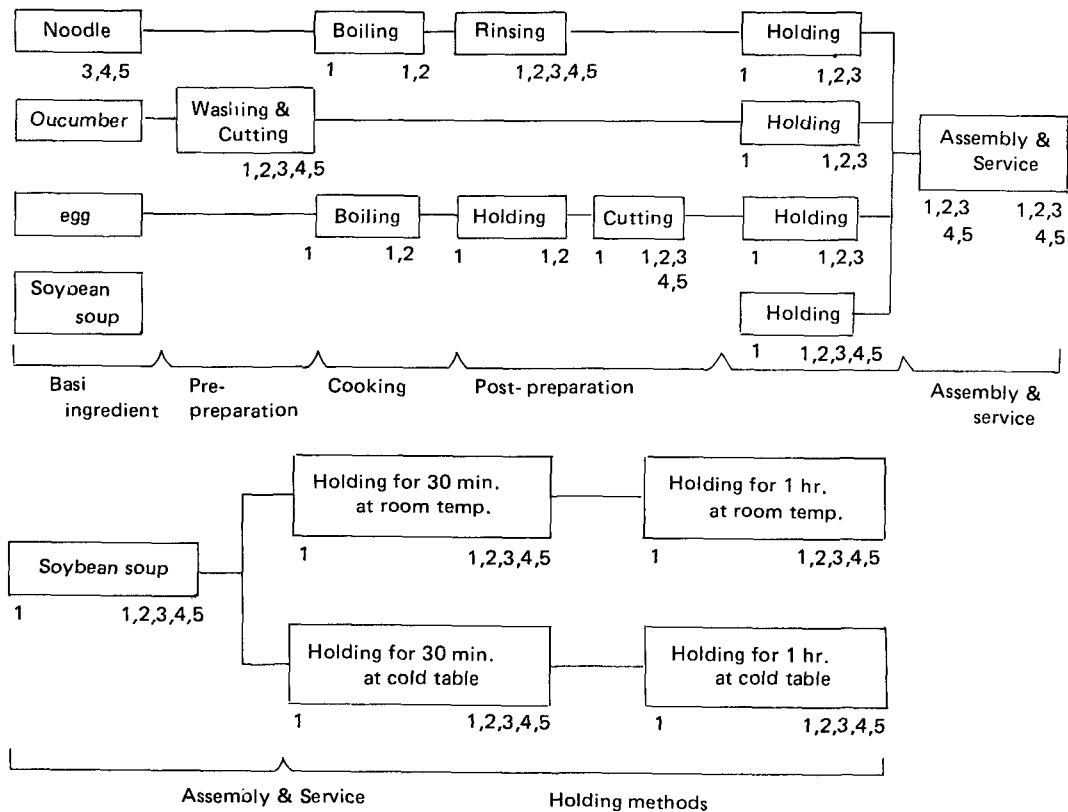 Noodle
Boiling
Rinsing
Holding
3,4,5
1
1,2
1,2,3,4,5
1
1,2,3
Oucumber
Washing &
Cutting
Holding
Assembly &
Service
1,2,3,4,5
1
1,2,3
egg
Boiling
Holding
Cutting
Holding
1,2,3
4,5
1,2,3
4,5
1
1,2
1
1,2
1
1,2,3
4,5
1
1,2,3
Soybean
soup
Holding
1
1,2,3,4,5
Basi
ingredient
Pre-
preparation
Cooking
Post- preparation
Assembly &
service
Holding for 30 min.
at room temp.
Holding for 1 hr.
at room temp.
1
1,2,3,4,5
1
1,2,3,4,5
Soybean soup
1
1,2,3,4,5
Holding for 30 min.
at cold table
Holding for 1 hr.
at cold table
1
1,2,3,4,5
1
1,2,3,4,5
Assembly & Service
Holding methods